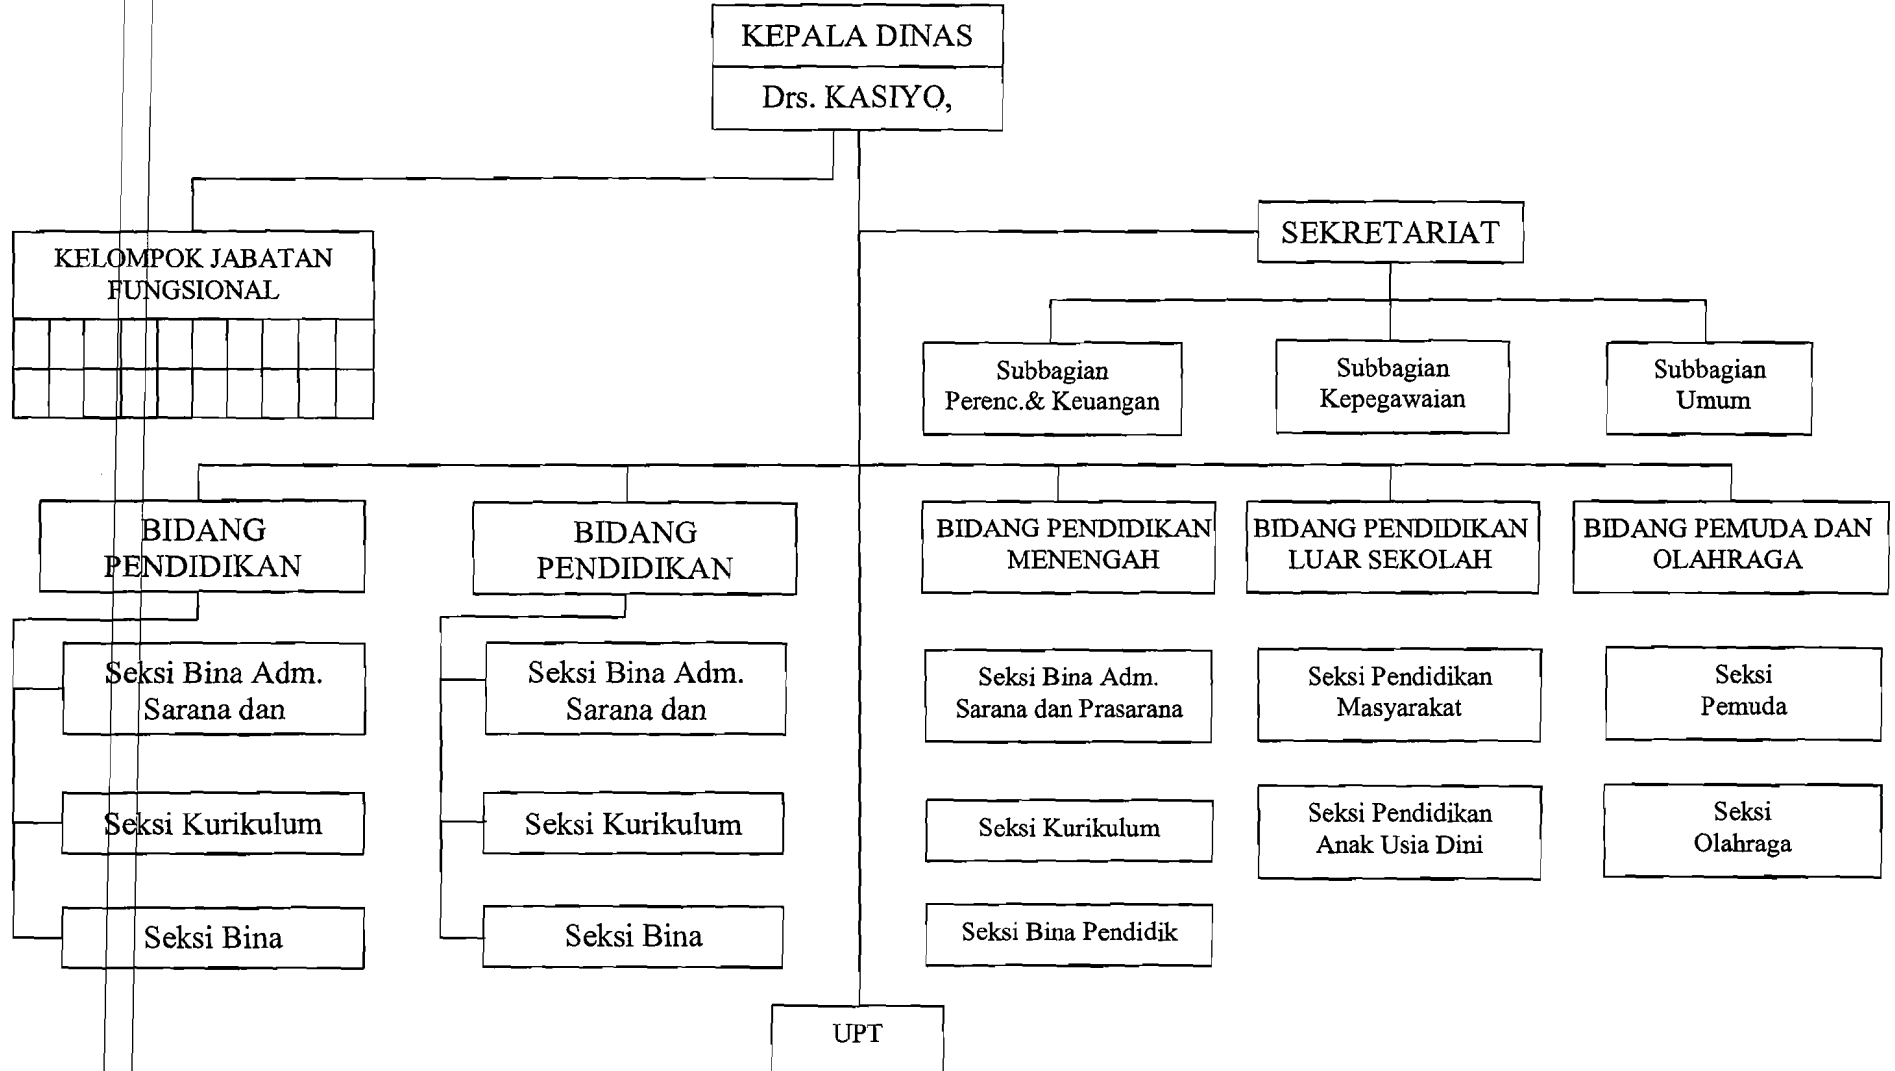 KEPALA DINAS
Drs. KASIYO,
SEKRETARIAT
KELOMPOK JABATAN
FUNGSIONAL
Subbagian
Perenc.& Keuangan
Subbagian
Kepegawaian
Subbagian
Umum
BIDANG
PENDIDIKAN
BIDANG
PENDIDIKAN
BIDANG PENDIDIKAN
MENENGAH
BIDANG PENDIDIKAN
LUAR SEKOLAH
BIDANG PEMUDA DAN
OLAHRAGA
Seksi Bina Adm.
Sarana dan
Seksi Bina Adm.
Sarana dan
Seksi Bina Adm.
Sarana dan Prasarana
Seksi Pendidikan
Masyarakat
Seksi
Pemuda
Seksi Kurikulum
Seksi Kurikulum
Seksi Kurikulum
Seksi Pendidikan
Anak Usia Dini
Seksi
Olahraga
Seksi Bina
Seksi Bina
Seksi Bina Pendidik
UPT